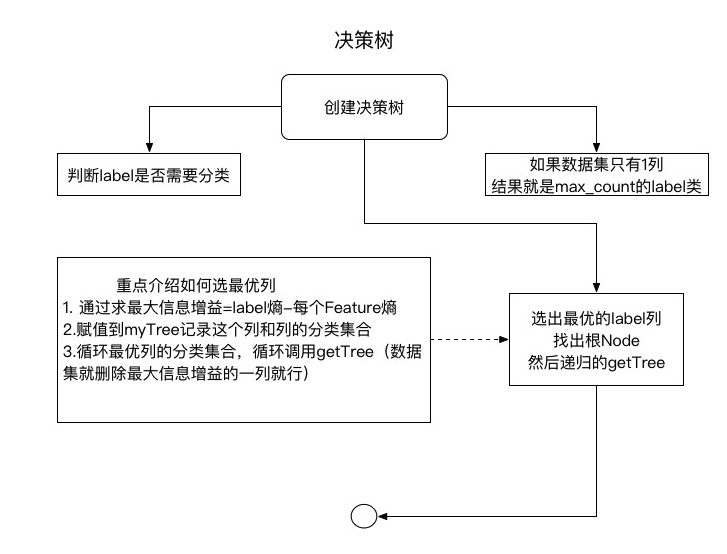 决策树
创建决策树
判断label是否需要分类
如果数据集只有1列
结果就是max_count的label类
重点介绍如何选最优列
1. 通过求最大信息增益=label熵-每个Feature熵
2.赋值到myTree记录这个列和列的分类集合
3.循环最优列的分类集合，循环调用getTree（数据
集就删除最大信息增益的一列就行）
选出最优的label列
找出根Node
然后递归的getTree